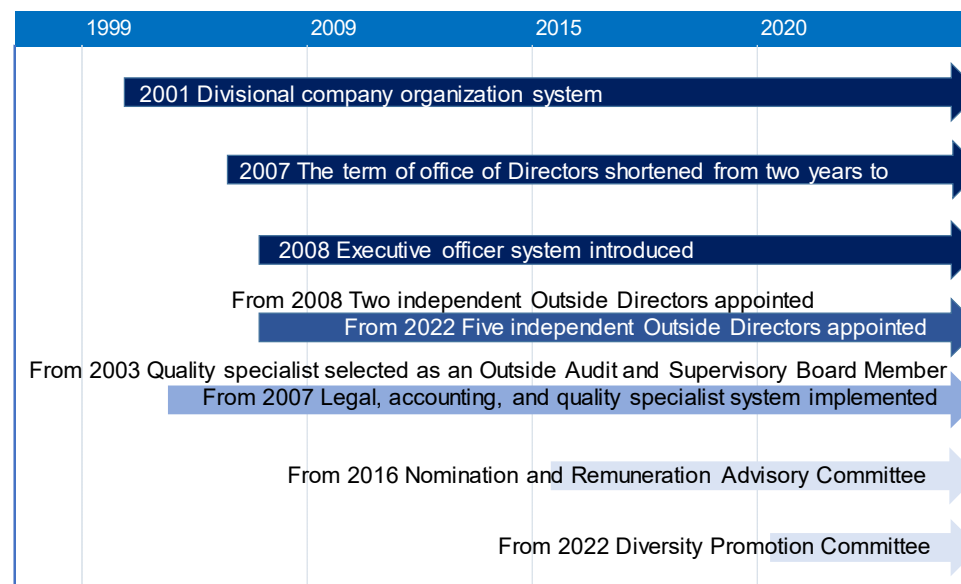 1999 2009 2015 2020
2001 Divisional company organization system
2007 The term of office of Directors shortened from two years to
2008 Executive officer system introduced
From 2008 Two independent Outside Directors appointed
From 2022 Five independent Outside Directors appointed
From 2003 Quality specialist selected as an Outside Audit and Supervisory Board Member
From 2007 Legal, accounting, and quality specialist system implemented
From 2016 Nomination and Remuneration Advisory Committee
From 2022 Diversity Promotion Committee